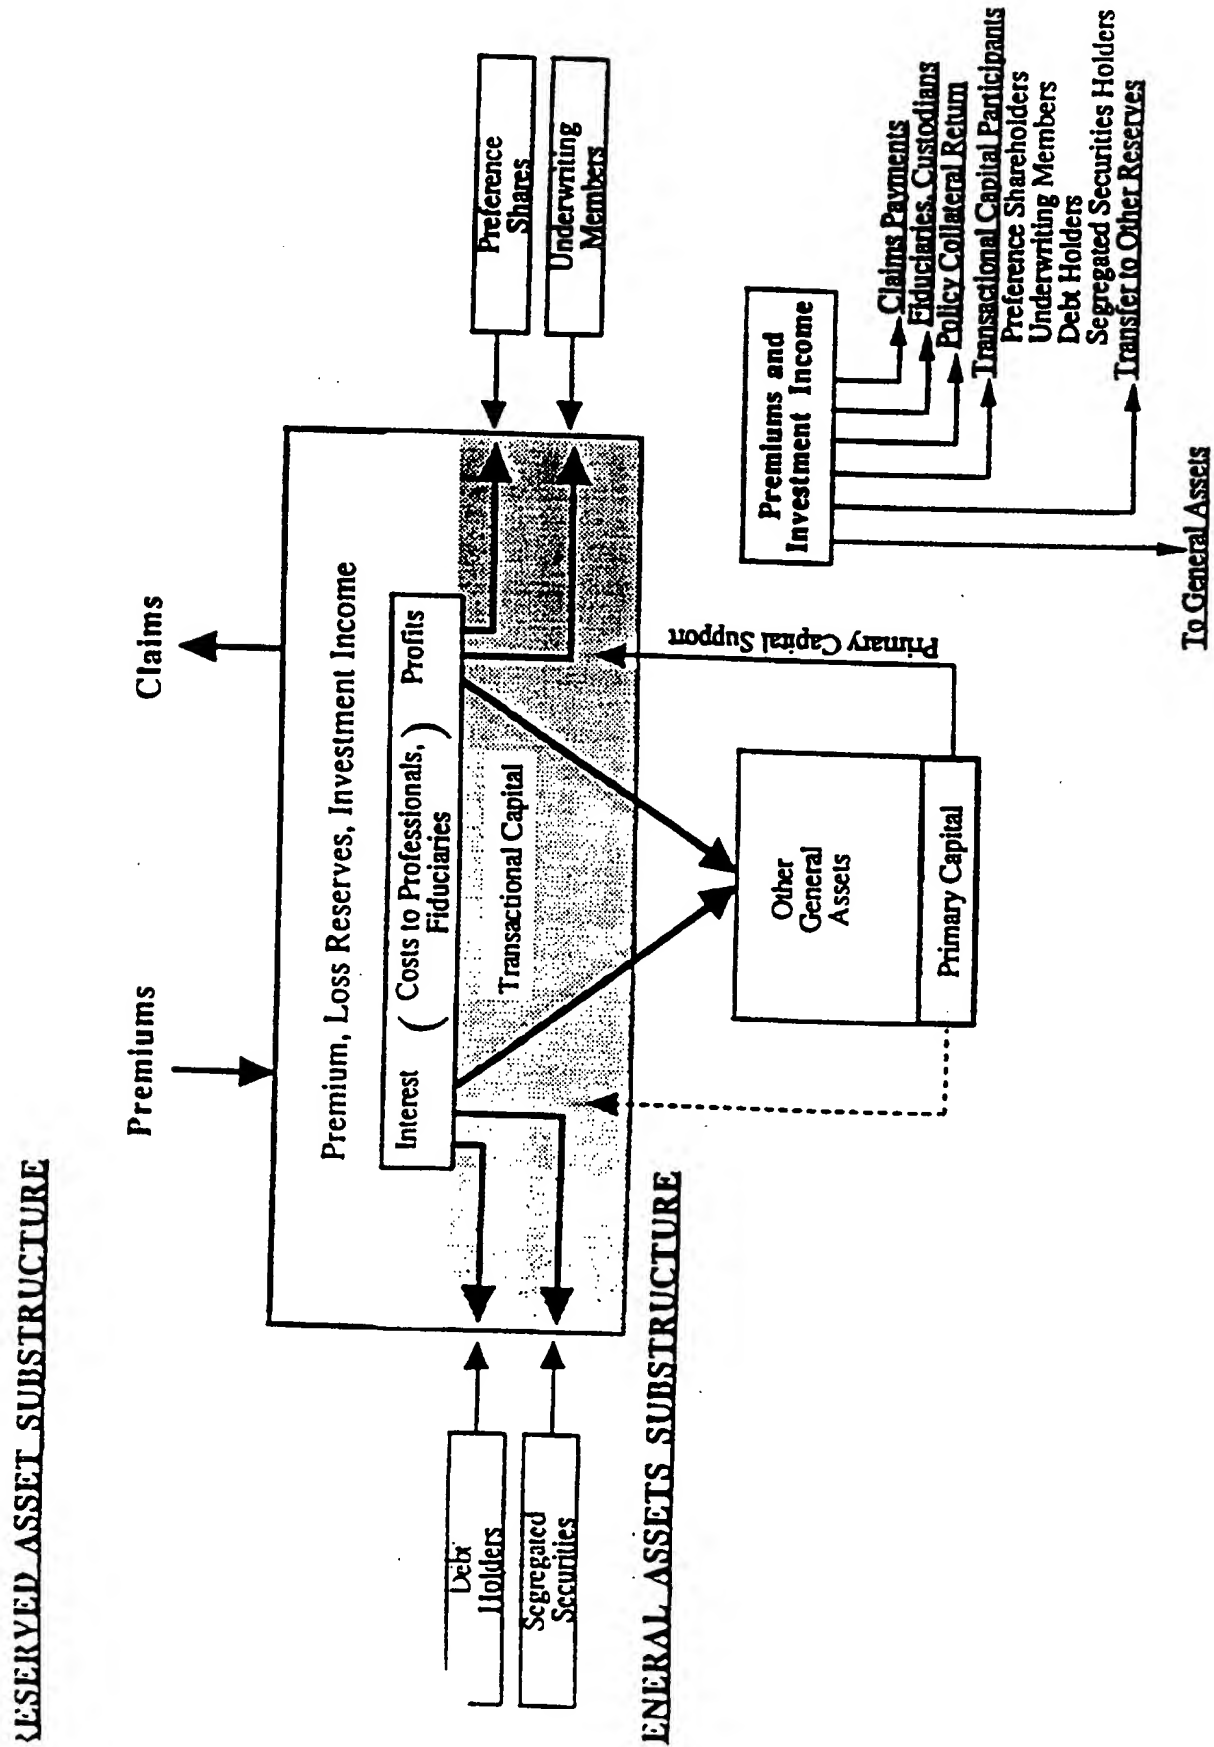 RESERVED ASSET SUBSTRUCTURE
Premiums
Claims
Premium, Loss Reserves, Investment Income
Interest
( Costs to Professionals, )
Fiduciaries
Profits
Transactional Capital
Debt
Holders
Segregated
Securities
Preference
Shares
Underwriting
Members
ENERAL ASSETS SUBSTRUCTURE
Other
General
Assets
Primary Capital
Primary Capital Support
Premiums and
Investment Income
Claims Payments
Fiduciaries, Custodians
Policy Collateral Return
Transactional Capital Participants
Preference Shareholders
Underwriting Members
Debt Holders
Segregated Securities Holders
Transfer to Other Reserves
To General Assets